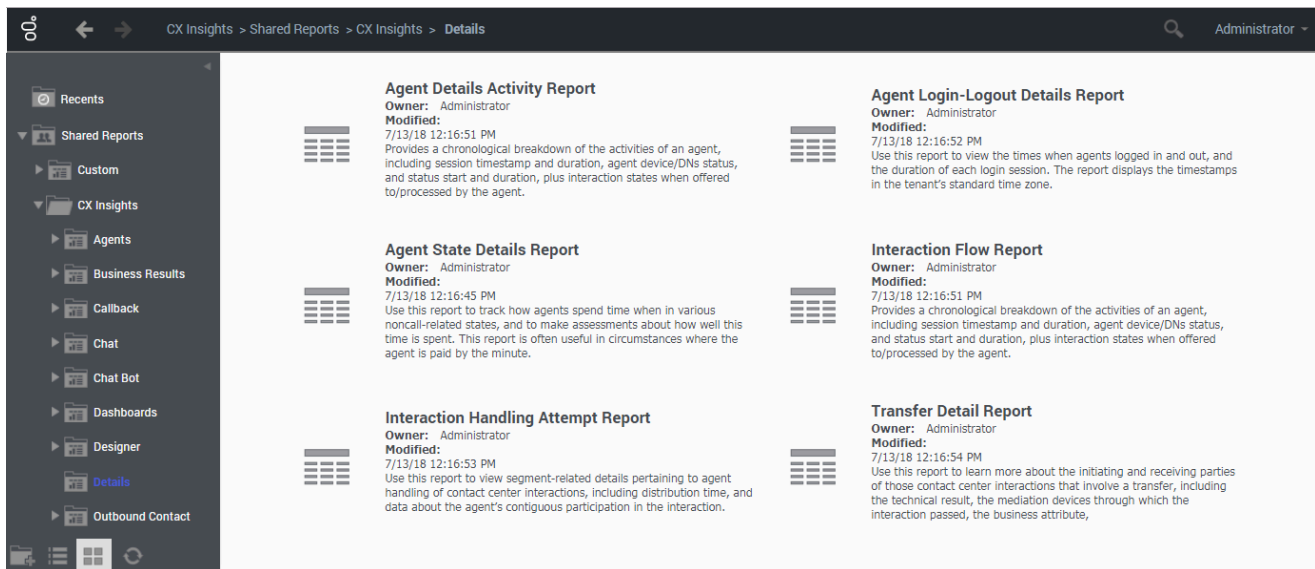 CX Insights > Shared Reports > CX Insights > Details
Administrator
Recents
Shared Reports
Custom
CX Insights
Agents
Business Results
Callback
Chat
Chat Bot
Dashboards
Designer
Details
Outbound Contact
Agent Details Activity Report
Owner: Administrator
Modified:
7/13/18 12:16:51 PM
Provides a chronological breakdown of the activities of an agent,
including session timestamp and duration, agent device/DNs status,
and status start and duration, plus interaction states when offered
to/processed by the agent.
Agent Login-Logout Details Report
Owner: Administrator
Modified:
7/13/18 12:16:52 PM
Use this report to view the times when agents logged in and out, and
the duration of each login session. The report displays the timestamps
in the tenant's standard time zone.
Agent State Details Report
Owner: Administrator
Modified:
7/13/18 12:16:45 PM
Use this report to track how agents spend time when in various
noncall-related states, and to make assessments about how well this
time is spent. This report is often useful in circumstances where the
agent is paid by the minute.
Interaction Flow Report
Owner: Administrator
Modified:
7/13/18 12:16:51 PM
Provides a chronological breakdown of the activities of an agent,
including session timestamp and duration, agent device/DNs status,
and status start and duration, plus interaction states when offered
to/processed by the agent.
Interaction Handling Attempt Report
Owner: Administrator
Modified:
7/13/18 12:16:53 PM
Use this report to view segment-related details pertaining to agent
handling of contact center interactions, including distribution time, and
data about the agent's contiguous participation in the interaction.
Transfer Detail Report
Owner: Administrator
Modified:
7/13/18 12:16:54 PM
Use this report to learn more about the initiating and receiving parties
of those contact center interactions that involve a transfer, including
the technical result, the mediation devices through which the
interaction passed, the business attribute,